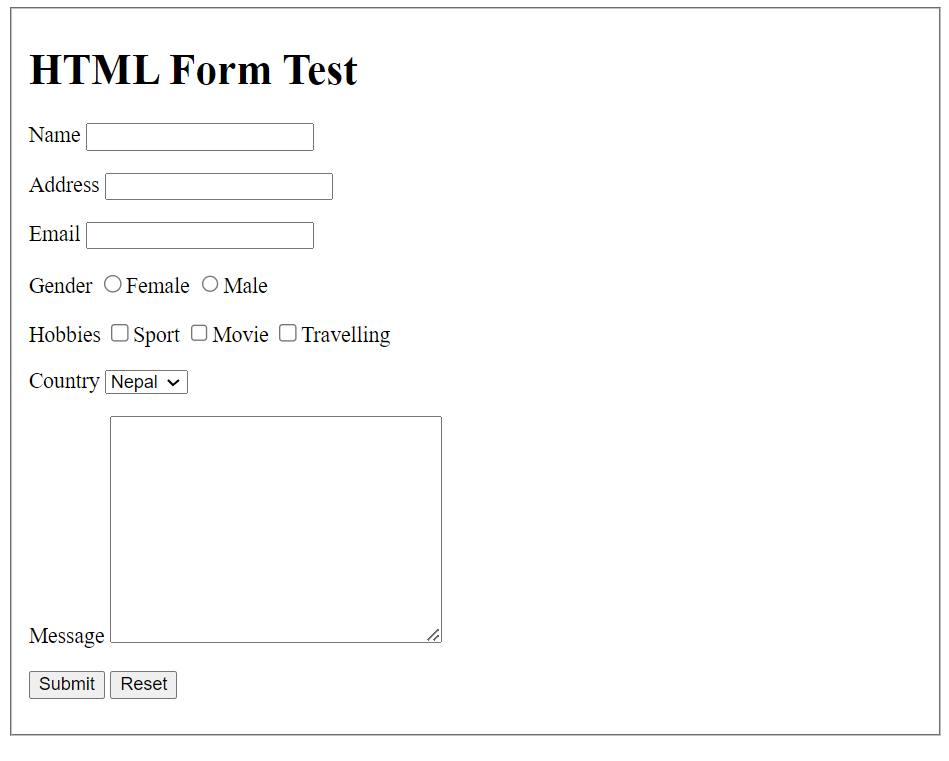 HTML Form Test
Name
Address
Email
Gender Female Male
Hobbies Sport Movie Travelling
Country Nepal
Message
Submit Reset